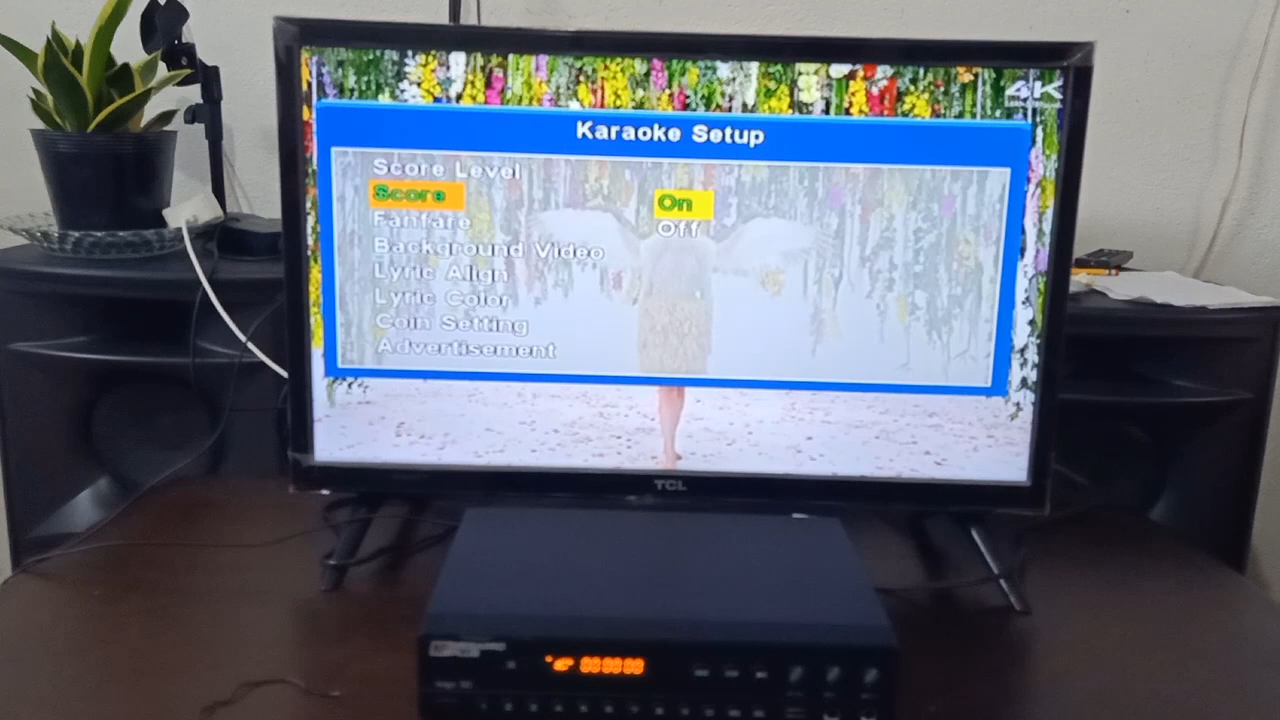 4K
Karaoke Setup
Score Level
Score
On
Fanfare
Off
Background Video
Lyric Align
Lyric Color
Coin Setting
Advertisement
TCL